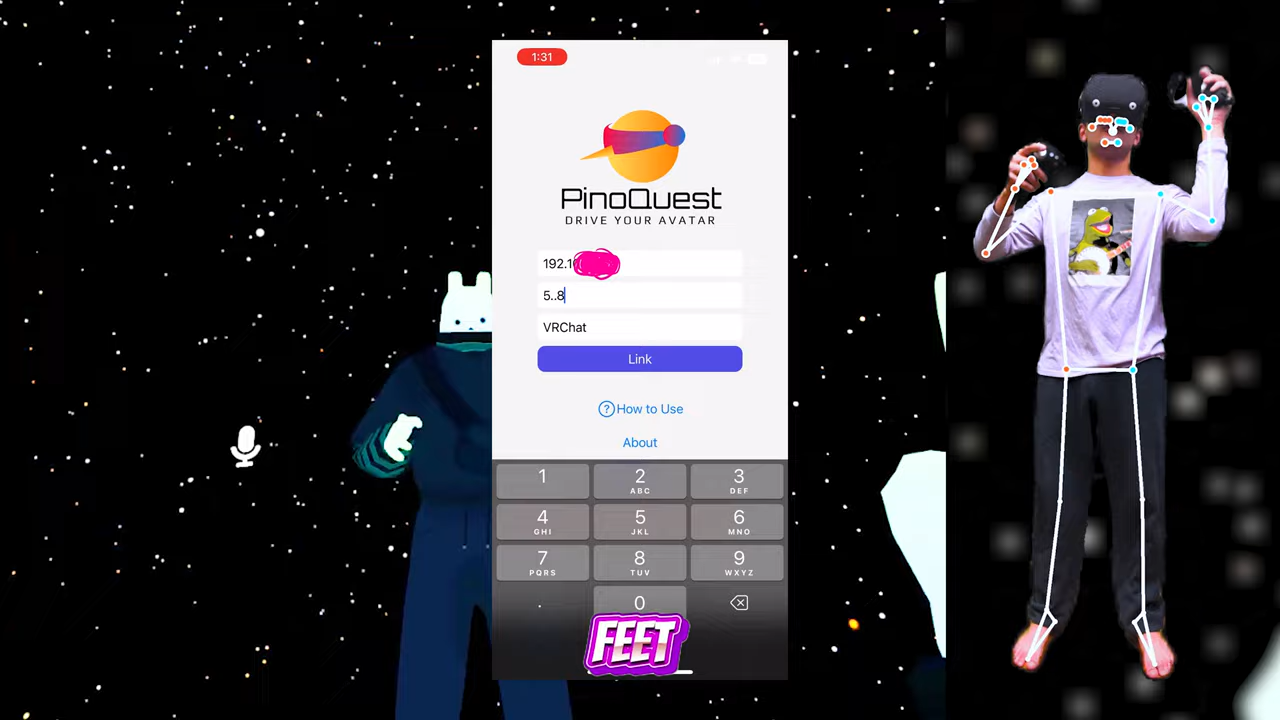 1:31
PinoQuest
DRIVE YOUR AVATAR
192.1
5..8
VRChat
Link
? How to Use
About
1
2
ABC
3
DEF
4
GHI
5
JKL
6
MNO
7
PQRS
8
TUV
9
WXYZ
.
0
FEET